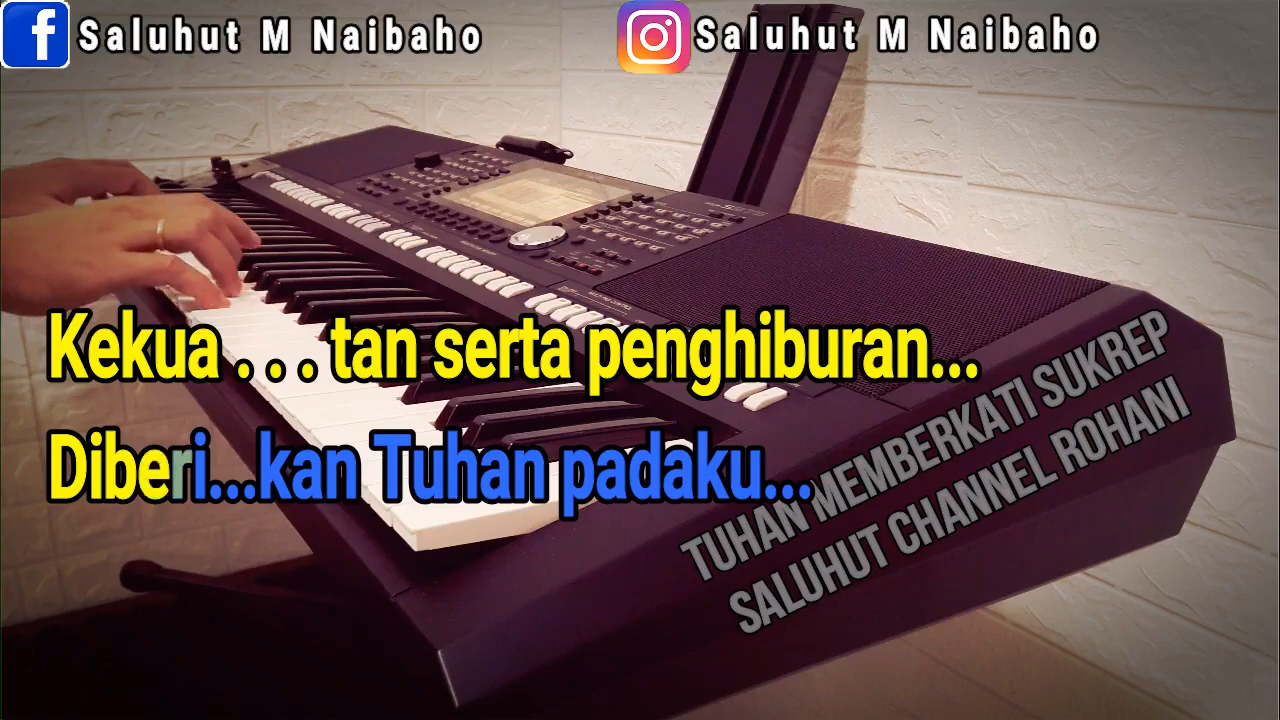 Saluhut M Naibaho
Saluhut M Naibaho
Kekua . . . tan serta penghiburan...
Diberi...kan Tuhan padaku...
TUHAN MEMBERKATI SUKREP
SALUHUT CHANNEL ROHANI